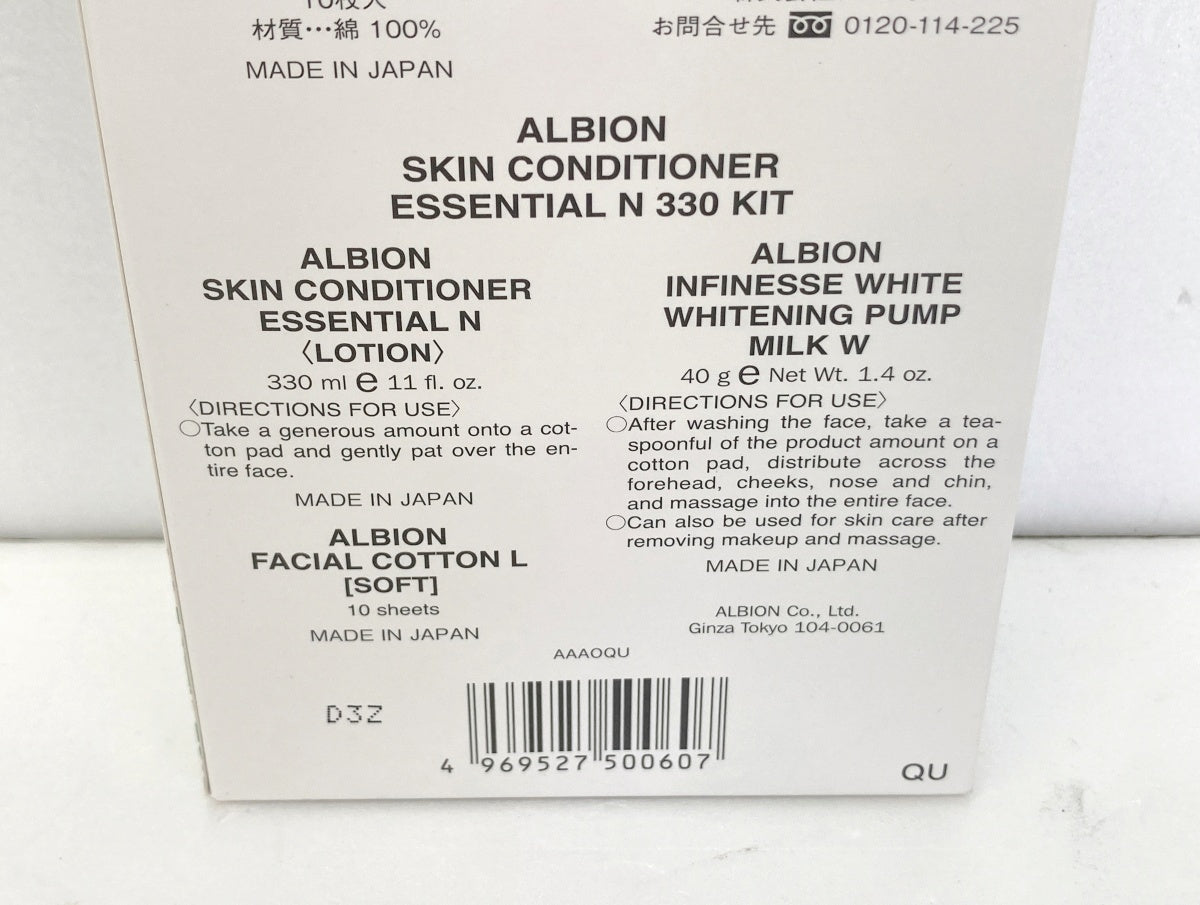 材質…綿 100%
MADE IN JAPAN
お問合せ先 0120-114-225
ALBION
SKIN CONDITIONER
ESSENTIAL N 330 KIT
ALBION
SKIN CONDITIONER
ESSENTIAL N
〈LOTION〉
330 ml ℮ 11 fl. oz.
〈DIRECTIONS FOR USE〉
○Take a generous amount onto a cot-
ton pad and gently pat over the en-
tire face.
MADE IN JAPAN
ALBION
FACIAL COTTON L
[SOFT]
10 sheets
MADE IN JAPAN
ALBION
INFINESSE WHITE
WHITENING PUMP
MILK W
40 g ℮ Net Wt. 1.4 oz.
〈DIRECTIONS FOR USE〉
○After washing the face, take a tea-
spoonful of the product amount on a
cotton pad, distribute across the
forehead, cheeks, nose and chin,
and massage into the entire face.
○Can also be used for skin care after
removing makeup and massage.
MADE IN JAPAN
ALBION Co., Ltd.
Ginza Tokyo 104-0061
AAAOQU
D3Z
4 969527 500607
QU